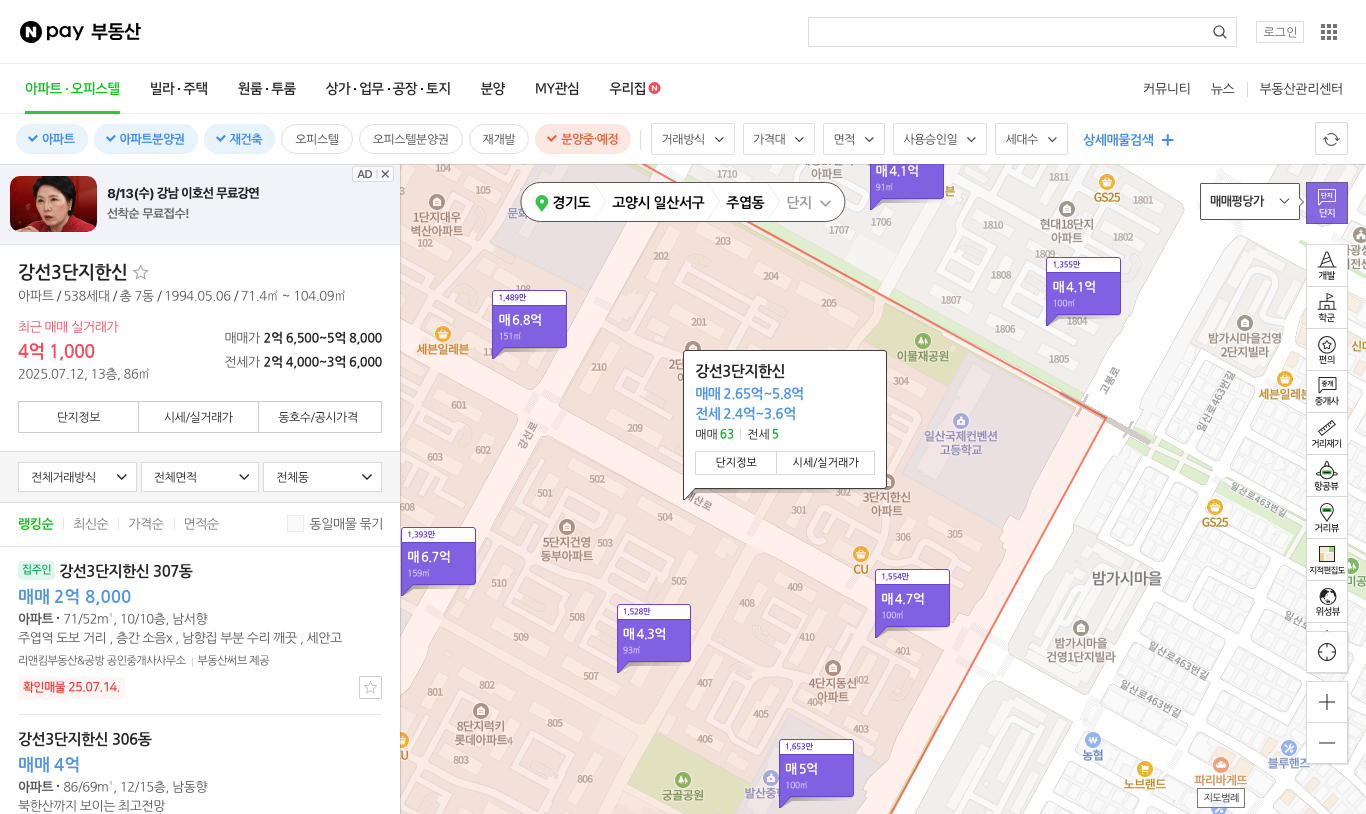 N pay 부동산
로그인
아파트·오피스텔 빌라·주택 원룸·투룸 상가·업무·공장·토지 분양 MY관심 우리집 N
커뮤니티 뉴스 부동산관리센터
아파트 아파트분양권 재건축 오피스텔 오피스텔분양권 재개발 분양중·예정 거래방식 가격대 면적 사용승인일 세대수 상세매물검색
AD
8/13(수) 강남 이호선 무료강연
선착순 무료접수!
강선3단지한신
아파트 / 538세대 / 총 7동 / 1994.05.06 / 71.4㎡ ~ 104.09㎡
최근 매매 실거래가
4억 1,000
2025.07.12, 13층, 86㎡
매매가 2억 6,500~5억 8,000
전세가 2억 4,000~3억 6,000
단지정보 시세/실거래가 동호수/공시가격
전체거래방식 전체면적 전체동
랭킹순 최신순 가격순 면적순 동일매물 묶기
집주인 강선3단지한신 307동
매매 2억 8,000
아파트 · 71/52㎡, 10/10층, 남서향
주엽역 도보 거리 , 층간 소음x , 남향집 부분 수리 깨끗 , 세안고
리앤킴부동산&공방 공인중개사사무소 부동산써브 제공
확인매물 25.07.14.
강선3단지한신 306동
매매 4억
아파트 · 86/69㎡, 12/15층, 남동향
북한산까지 보이는 최고전망
경기도 고양시 일산서구 주엽동 단지
매매평당가
단지
단지
개발
학군
편의
중개
중개사
거리재기
항공뷰
거리뷰
지적편집도
위성뷰
지도범례
104
105
103
106
1단지대우
벽산아파트
1710
매4.1억
91㎡
GS25
1810
1802
현대18단지
아파트
1801
1707
1706
1809
1808
1807
1806
1805
1804
1,355만
매4.1억
100㎡
202
203
204
205
201
210
209
1,489만
매6.8억
151㎡
세븐일레븐
이물재공원
304
고봉로
밤가시마을건영
2단지빌라
일산로463번길
세븐일레븐
강선3단지한신
매매 2.65억~5.8억
전세 2.4억~3.6억
매매 63 전세 5
단지정보 시세/실거래가
일산국제컨벤션
고등학교
강선로
3단지한신
아파트
301
306
305
501
502
503
504
505
508
5단지건영
동부아파트
1,393만
매6.7억
159㎡
510
509
507
CU
1,554만
매4.7억
100㎡
409
408
407
410
401
402
403
404
405
406
1,528만
매4.3억
93㎡
GS25
일산로463번길
밤가시마을
밤가시마을
건영1단지빌라
일산로463번길
일산로463번길
4단지동신
아파트
801
802
803
805
806
8단지럭키
롯데아파트
1,653만
매5억
100㎡
궁골공원
농협
노브랜드
파리바게뜨
블루핸즈